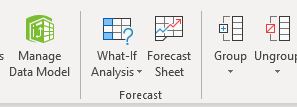 s
Manage
Data Model
What-If
Analysis
Forecast
Sheet
Forecast
Group
Ungroup